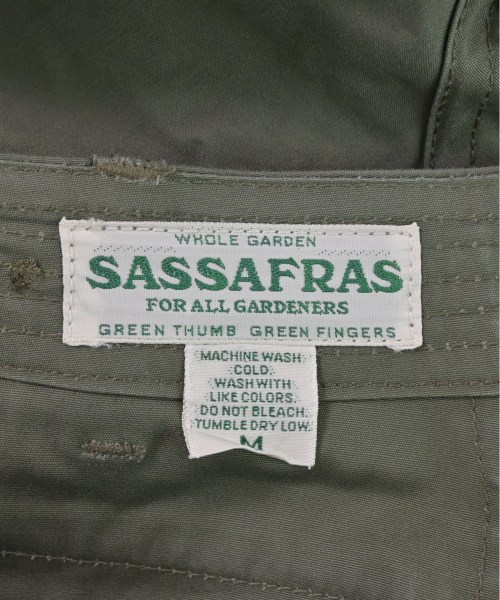 WHOLE GARDEN
SASSAFRAS
FOR ALL GARDENERS
GREEN THUMB GREEN FINGERS
MACHINE WASH
COLD.
WASH WITH
LIKE COLORS.
DO NOT BLEACH.
TUMBLE DRY LOW.
M